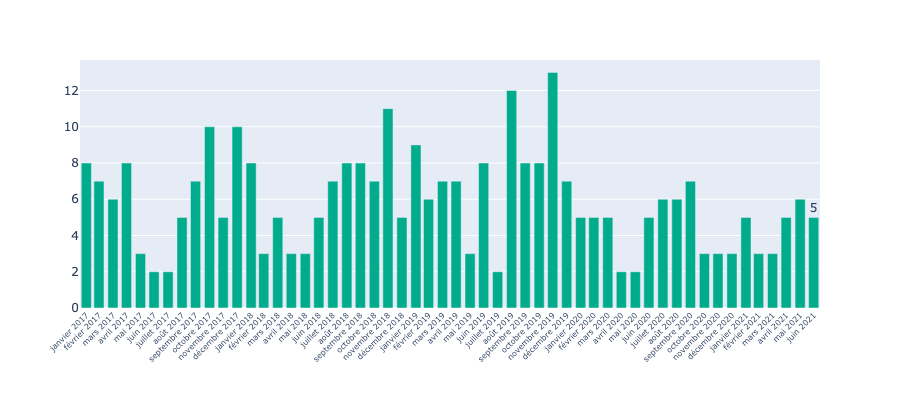 12
10
8
6
4
2
0
5
janvier 2017
février 2017
mars 2017
avril 2017
mai 2017
juin 2017
juillet 2017
août 2017
septembre 2017
octobre 2017
novembre 2017
décembre 2017
janvier 2018
février 2018
mars 2018
avril 2018
mai 2018
juin 2018
juillet 2018
août 2018
septembre 2018
octobre 2018
novembre 2018
décembre 2018
janvier 2019
février 2019
mars 2019
avril 2019
mai 2019
juin 2019
juillet 2019
août 2019
septembre 2019
octobre 2019
novembre 2019
décembre 2019
janvier 2020
février 2020
mars 2020
avril 2020
mai 2020
juin 2020
juillet 2020
août 2020
septembre 2020
octobre 2020
novembre 2020
décembre 2020
janvier 2021
février 2021
mars 2021
avril 2021
mai 2021
juin 2021